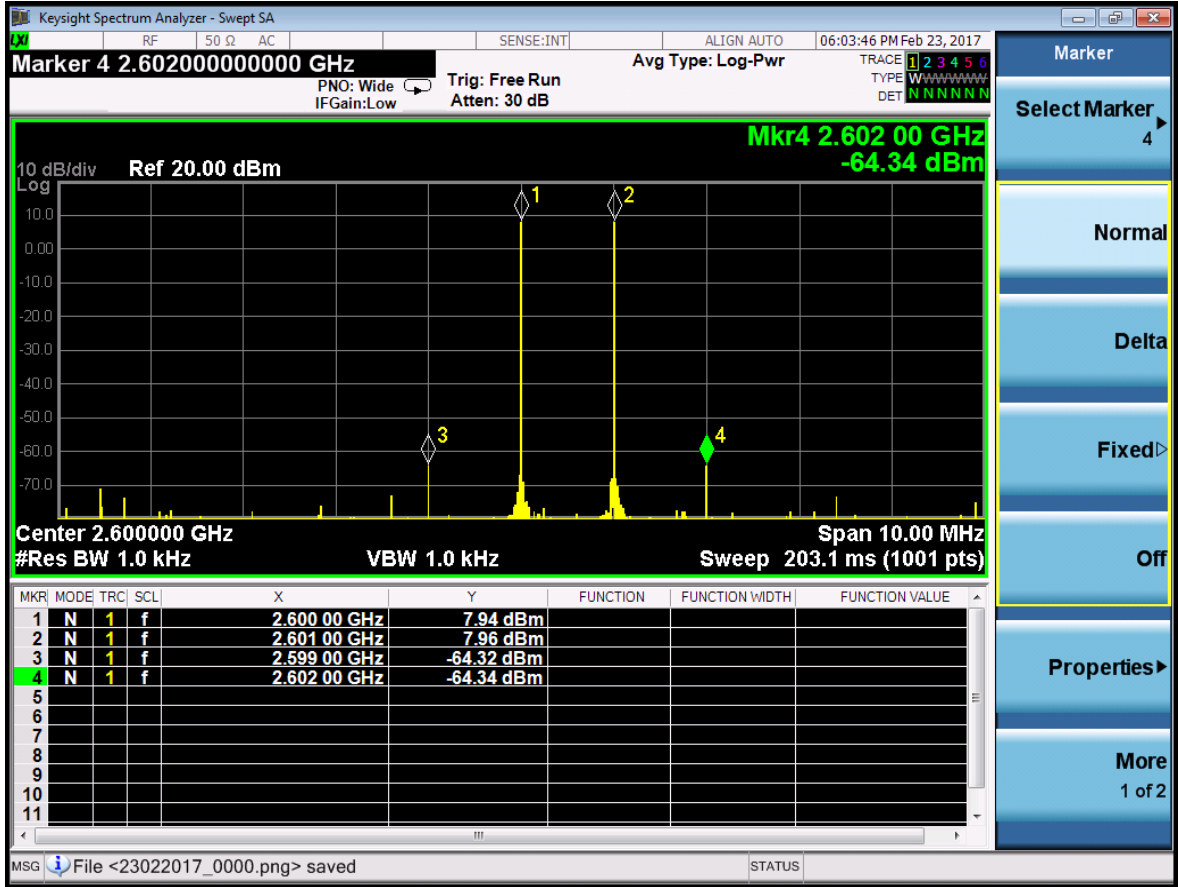 Keysight Spectrum Analyzer - Swept SA
LXI RF 50 Ω AC SENSE:INT ALIGN AUTO 06:03:46 PM Feb 23, 2017
Marker 4 2.602000000000 GHz
PNO: Wide
IFGain:Low
Trig: Free Run
Atten: 30 dB
Avg Type: Log-Pwr
TRACE 1 2 3 4 5 6
TYPE WWWWWW
DET N N N N N N
Mkr4 2.602 00 GHz
-64.34 dBm
10 dB/div Ref 20.00 dBm
Log
1
2
10.0
0.00
-10.0
-20.0
-30.0
-40.0
-50.0
3
4
-60.0
-70.0
Center 2.600000 GHz Span 10.00 MHz
#Res BW 1.0 kHz VBW 1.0 kHz Sweep 203.1 ms (1001 pts)
MKR MODE TRC SCL X Y FUNCTION FUNCTION WIDTH FUNCTION VALUE
1 N 1 f 2.600 00 GHz 7.94 dBm
2 N 1 f 2.601 00 GHz 7.96 dBm
3 N 1 f 2.599 00 GHz -64.32 dBm
4 N 1 f 2.602 00 GHz -64.34 dBm
5
6
7
8
9
10
11
MSG File <23022017_0000.png> saved STATUS
Marker
Select Marker
4
Normal
Delta
Fixed
Off
Properties
More
1 of 2